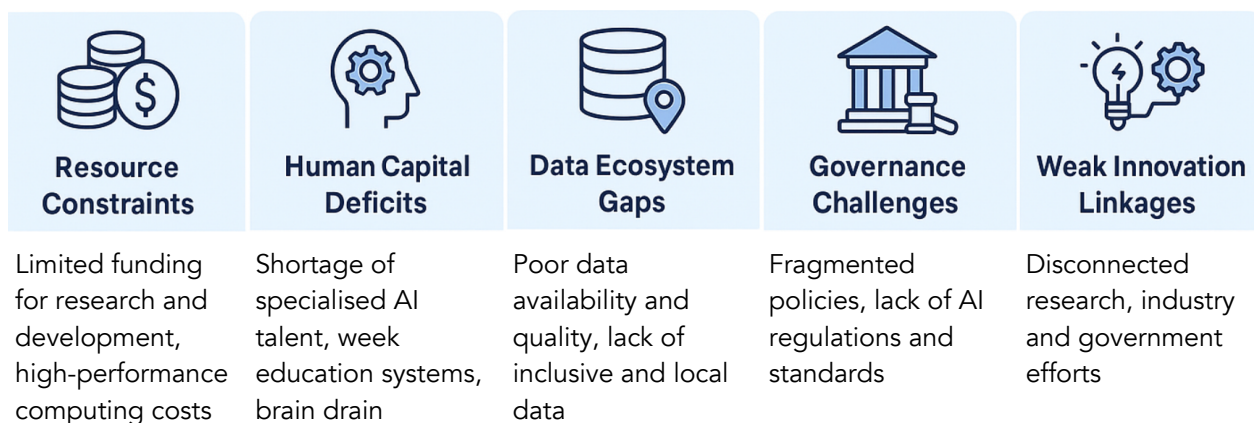 Resource
Constraints
Limited funding
for research and
development,
high-performance
computing costs
Human Capital
Deficits
Shortage of
specialised AI
talent, week
education systems,
brain drain
Data Ecosystem
Gaps
Poor data
availability and
quality, lack of
inclusive and local
data
Governance
Challenges
Fragmented
policies, lack of AI
regulations and
standards
Weak Innovation
Linkages
Disconnected
research, industry
and government
efforts